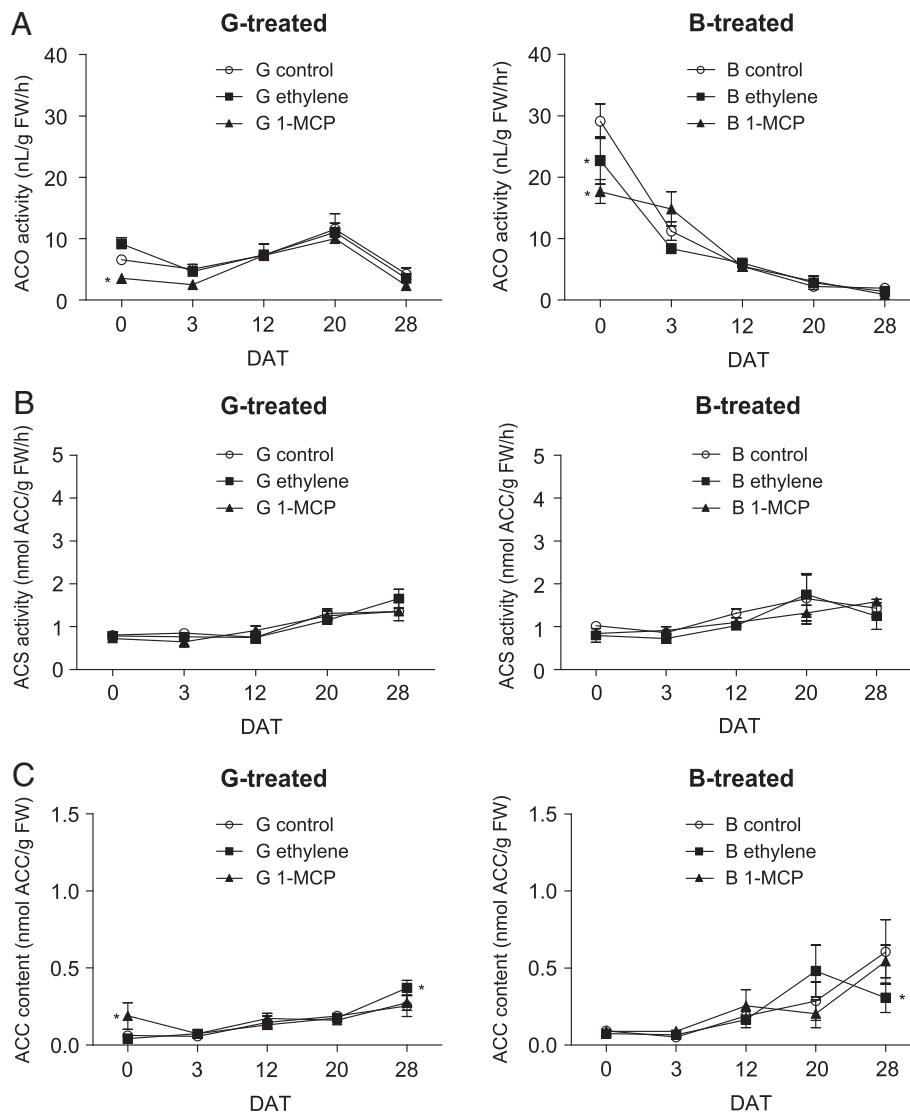 A
G-treated
ACO activity (nL/g FW/h)
40
30
20
10
0
G control
G ethylene
G 1-MCP
*
0 3 12 20 28
DAT
B-treated
ACO activity (nL/g FW/hr)
40
30
20
10
0
B control
B ethylene
B 1-MCP
*
*
0 3 12 20 28
DAT
B
G-treated
ACS activity (nmol ACC/g FW/h)
5
4
3
2
1
0
G control
G ethylene
G 1-MCP
0 3 12 20 28
DAT
B-treated
ACS activity (nmol ACC/g FW/h)
5
4
3
2
1
0
B control
B ethylene
B 1-MCP
0 3 12 20 28
DAT
C
G-treated
ACC content (nmol ACC/g FW)
1.5
1.0
0.5
0.0
G control
G ethylene
G 1-MCP
*
*
0 3 12 20 28
DAT
B-treated
ACC content (nmol ACC/g FW)
1.5
1.0
0.5
0.0
B control
B ethylene
B 1-MCP
*
0 3 12 20 28
DAT